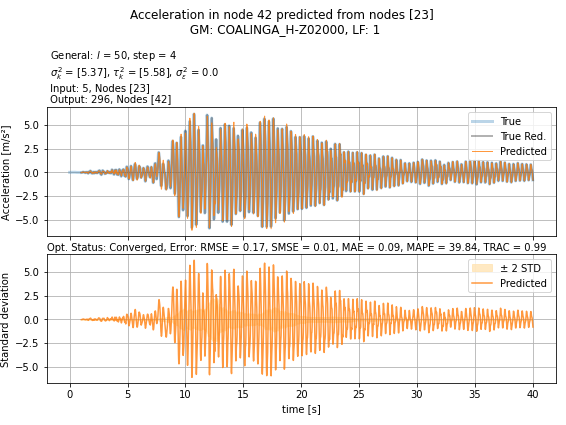 Acceleration in node 42 predicted from nodes [23]
GM: COALINGA_H-Z02000, LF: 1
General: l = 50, step = 4
σ²ₖ = [5.37], τ²ₖ = [5.58], σ²ε = 0.0
Input: 5, Nodes [23]
Output: 296, Nodes [42]
Acceleration [m/s²]
5.0
2.5
0.0
−2.5
−5.0
True
True Red.
Predicted
Opt. Status: Converged, Error: RMSE = 0.17, SMSE = 0.01, MAE = 0.09, MAPE = 39.84, TRAC = 0.99
Standard deviation
5.0
2.5
0.0
−2.5
−5.0
± 2 STD
Predicted
0 5 10 15 20 25 30 35 40
time [s]